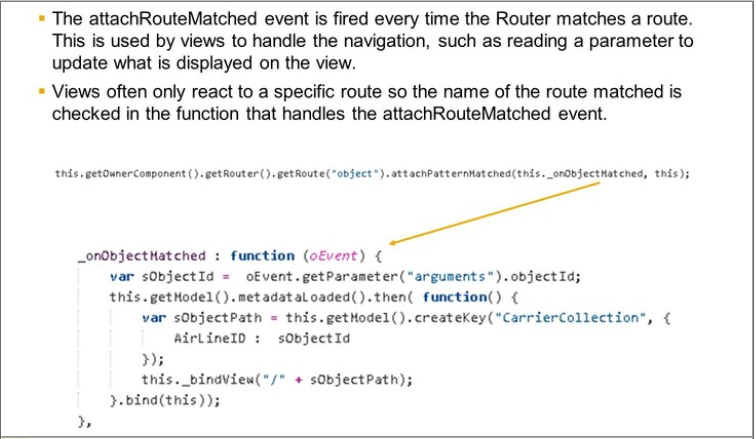 ▪ The attachRouteMatched event is fired every time the Router matches a route.
This is used by views to handle the navigation, such as reading a parameter to
update what is displayed on the view.
▪ Views often only react to a specific route so the name of the route matched is
checked in the function that handles the attachRouteMatched event.
this.getOwnerComponent().getRouter().getRoute("object").attachPatternMatched(this._onObjectMatched, this);
_onObjectMatched : function (oEvent) {
var sObjectId = oEvent.getParameter("arguments").objectId;
this.getModel().metadataLoaded().then( function() {
var sObjectPath = this.getModel().createKey("CarrierCollection", {
AirLineID : sObjectId
});
this._bindView("/" + sObjectPath);
}.bind(this));
},